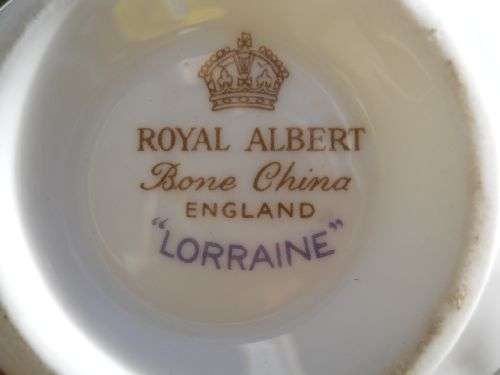 ROYAL ALBERT
Bone China
ENGLAND
"LORRAINE"